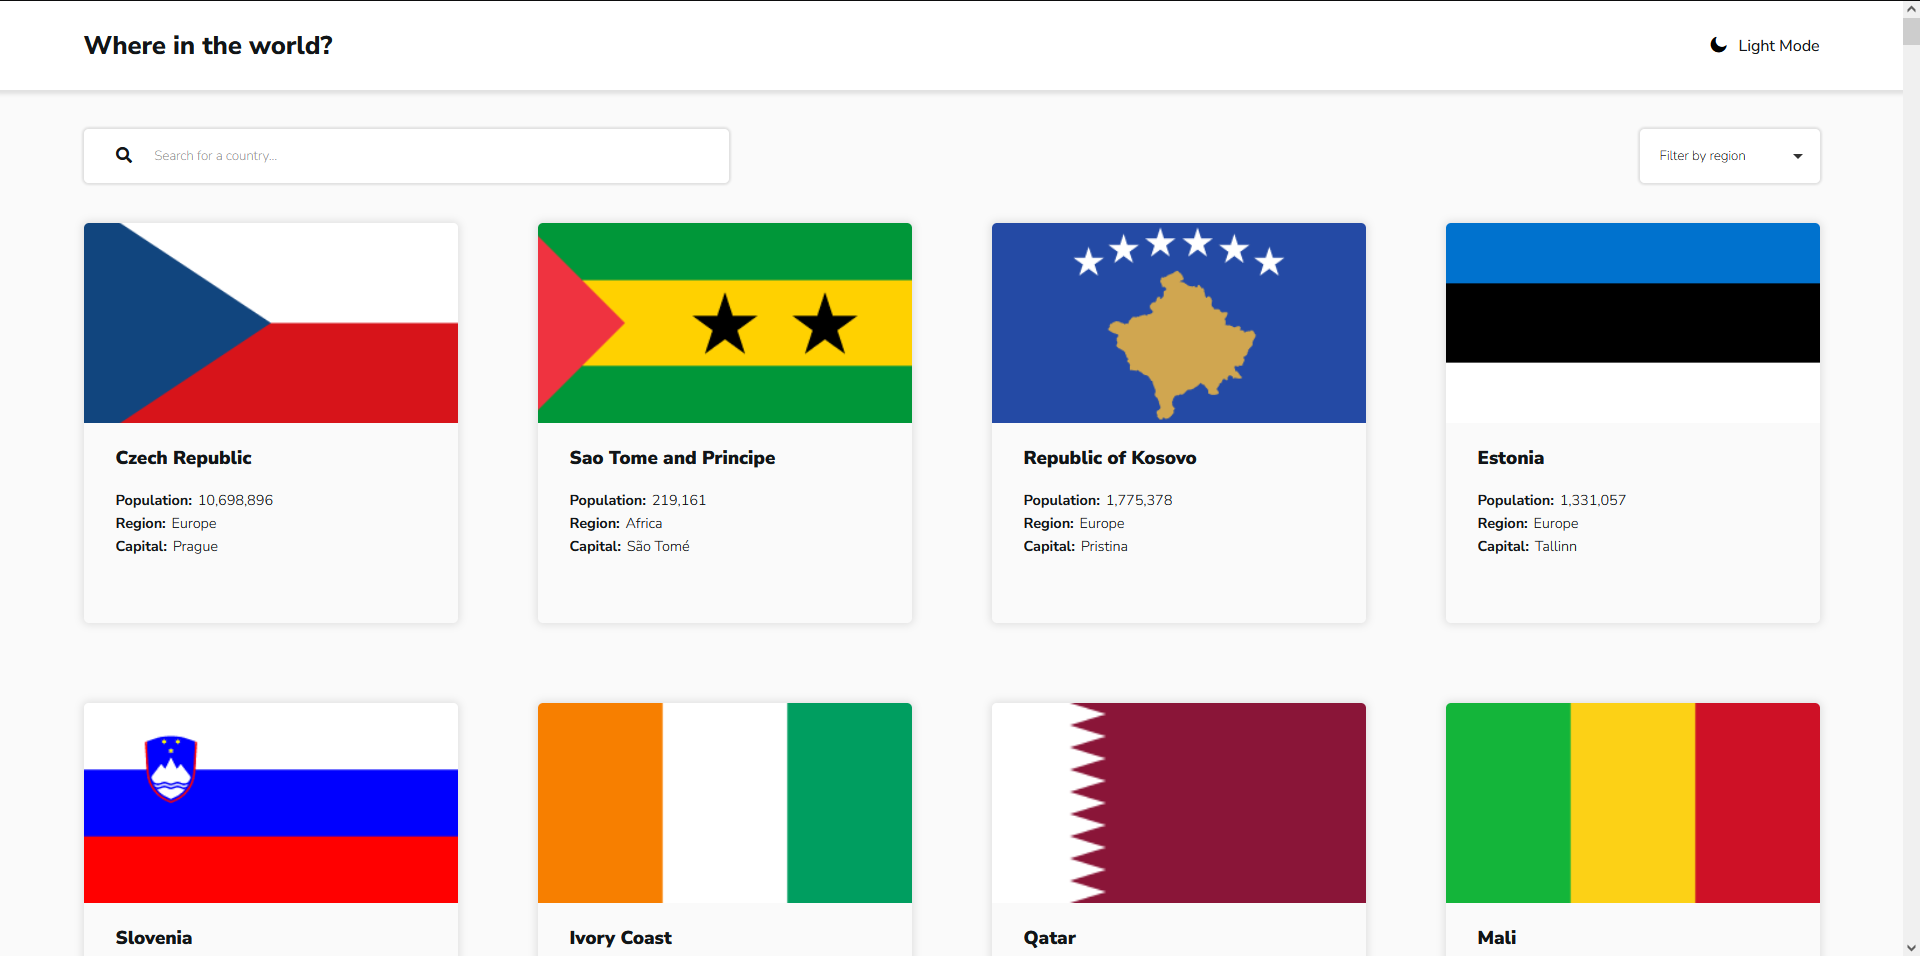 Where in the world?
Light Mode
Search for a country...
Filter by region
Czech Republic
Population: 10,698,896
Region: Europe
Capital: Prague
Sao Tome and Principe
Population: 219,161
Region: Africa
Capital: São Tomé
Republic of Kosovo
Population: 1,775,378
Region: Europe
Capital: Pristina
Estonia
Population: 1,331,057
Region: Europe
Capital: Tallinn
Slovenia
Ivory Coast
Qatar
Mali